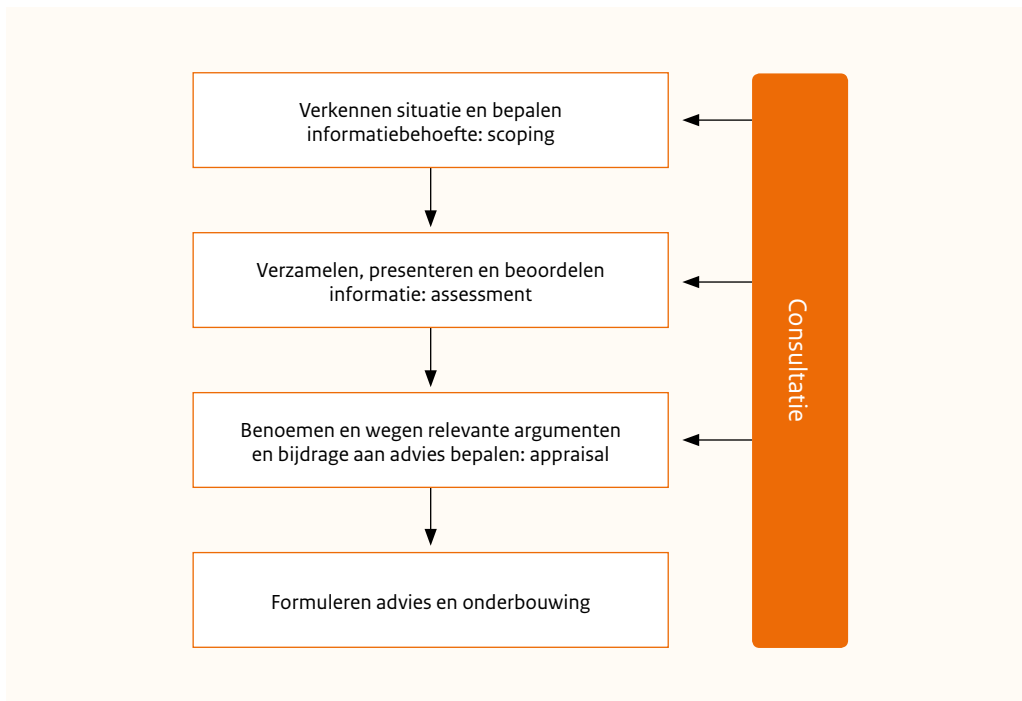 Verkennen situatie en bepalen
informatiebehoefte: scoping
Verzamelen, presenteren en beoordelen
informatie: assessment
Benoemen en wegen relevante argumenten
en bijdrage aan advies bepalen: appraisal
Formuleren advies en onderbouwing
Consultatie